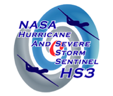 NASA
HURRICANE
AND SEVERE
STORM
SENTINEL
HS3